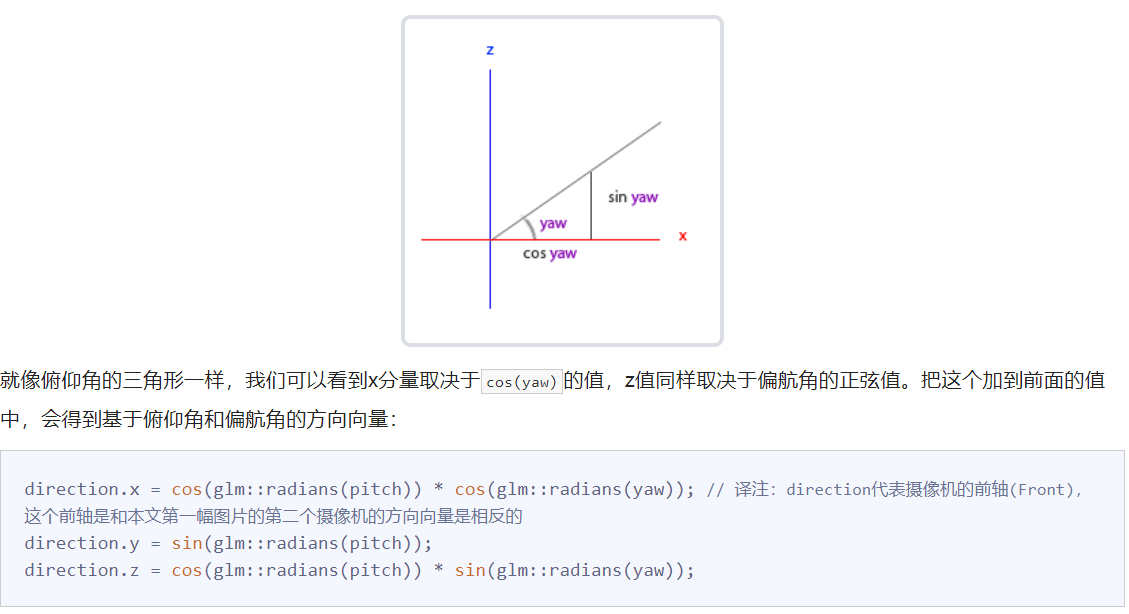 z
sin yaw
yaw
x
cos yaw
就像俯仰角的三角形一样，我们可以看到x分量取决于cos(yaw)的值，z值同样取决于偏航角的正弦值。把这个加到前面的值
中，会得到基于俯仰角和偏航角的方向向量：
direction.x = cos(glm::radians(pitch)) * cos(glm::radians(yaw)); // 译注：direction代表摄像机的前轴(Front)，
这个前轴是和本文第一幅图片的第二个摄像机的方向向量是相反的
direction.y = sin(glm::radians(pitch));
direction.z = cos(glm::radians(pitch)) * sin(glm::radians(yaw));